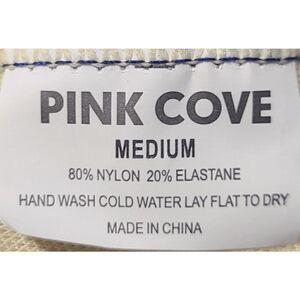 PINK COVE
MEDIUM
80% NYLON 20% ELASTANE
HAND WASH COLD WATER LAY FLAT TO DRY
MADE IN CHINA